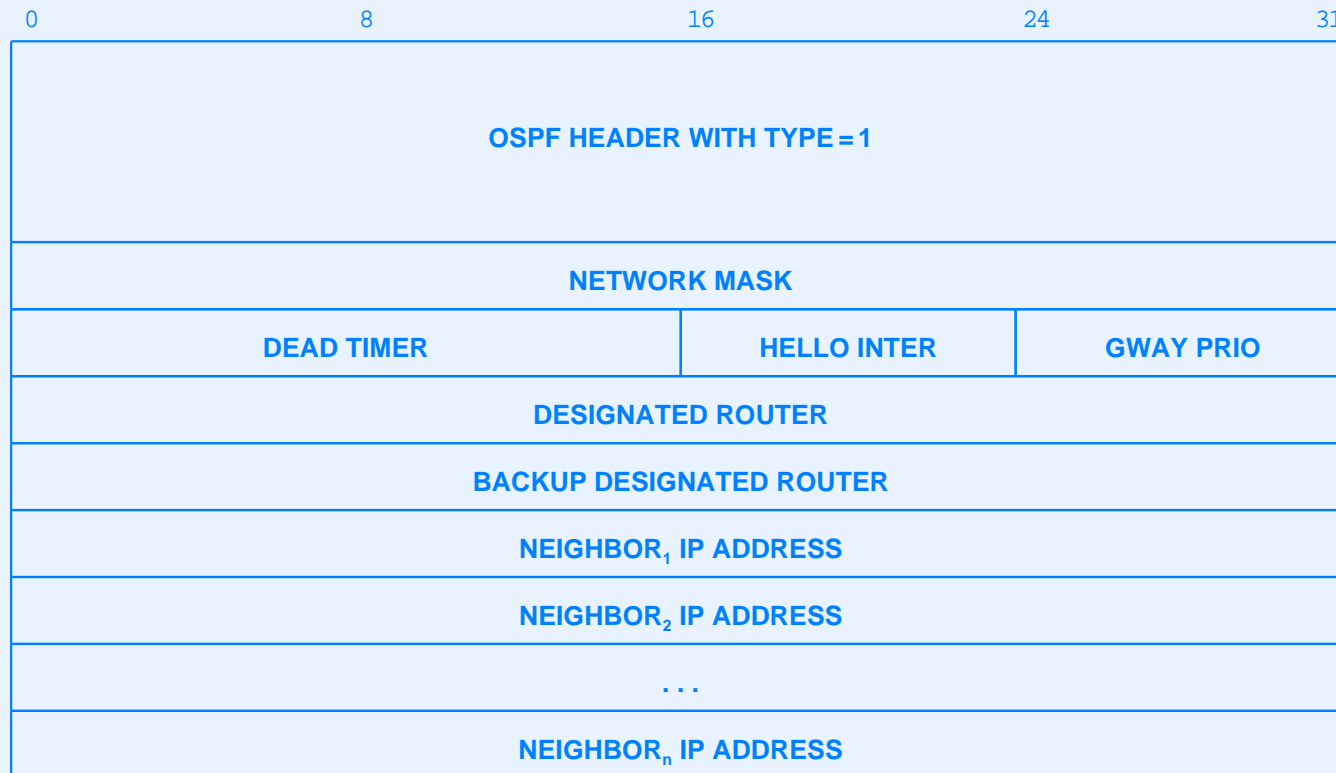 0 8 16 24 31
OSPF HEADER WITH TYPE = 1
NETWORK MASK
DEAD TIMER HELLO INTER GWAY PRIO
DESIGNATED ROUTER
BACKUP DESIGNATED ROUTER
NEIGHBOR₁ IP ADDRESS
NEIGHBOR₂ IP ADDRESS
. . .
NEIGHBORₙ IP ADDRESS